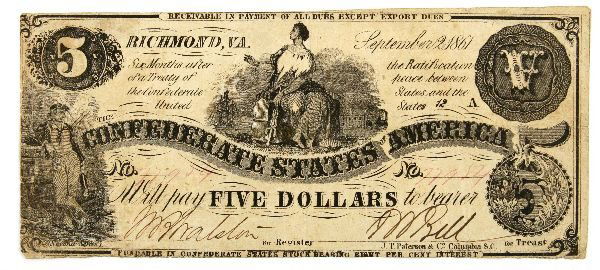 RECEIVABLE IN PAYMENT OF ALL DUES EXCEPT EXPORT DUES
5 RICHMOND, VA. September 2, 1861 V
Six Months after the Ratification
of a Treaty of peace between
the Confederate States, and the
United States 12 A
THE
CONFEDERATE STATES AMERICA
No. No.
Will pay FIVE DOLLARS to bearer 5
for Register J. T. Paterson & Co. Columbia S.C. for Treasr.
FUNDABLE IN CONFEDERATE STATES STOCK BEARING EIGHT PER CENT INTEREST